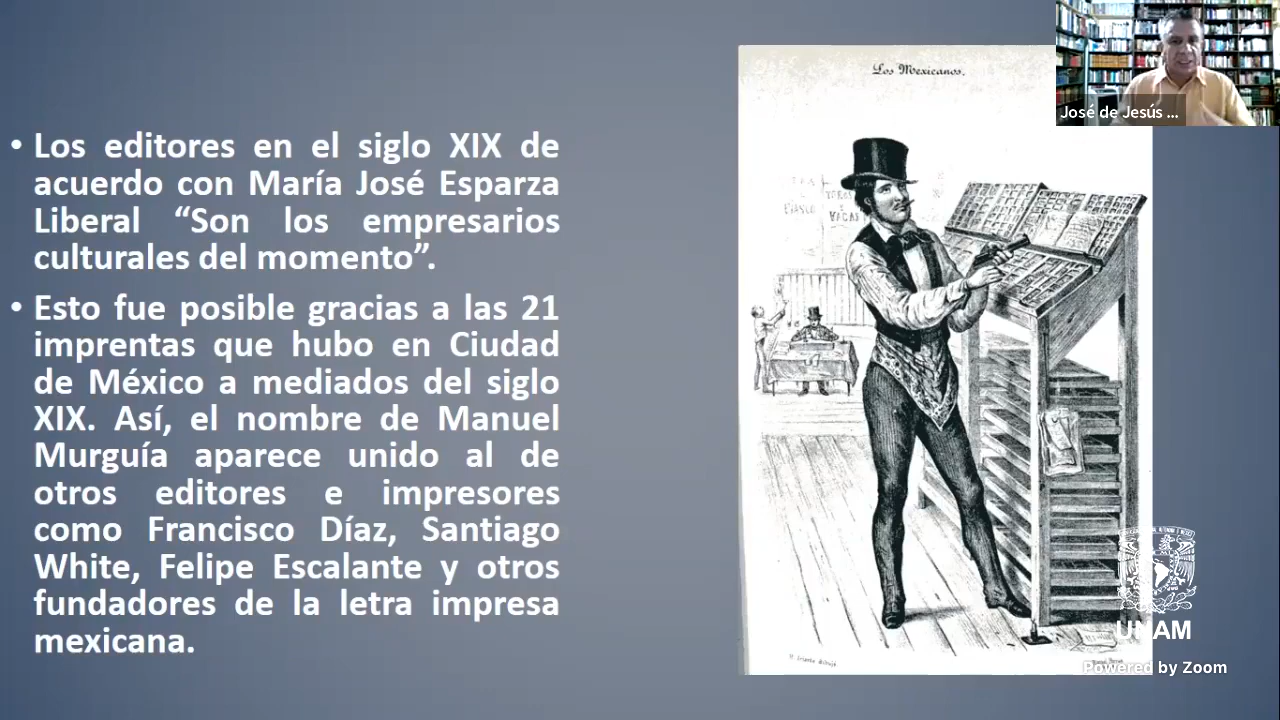 Los Mexicanos.
José de Jesús ...
• Los editores en el siglo XIX de
acuerdo con María José Esparza
Liberal “Son los empresarios
culturales del momento”.
• Esto fue posible gracias a las 21
imprentas que hubo en Ciudad
de México a mediados del siglo
XIX. Así, el nombre de Manuel
Murguía aparece unido al de
otros editores e impresores
como Francisco Díaz, Santiago
White, Felipe Escalante y otros
fundadores de la letra impresa
mexicana.
UNAM
Powered by Zoom